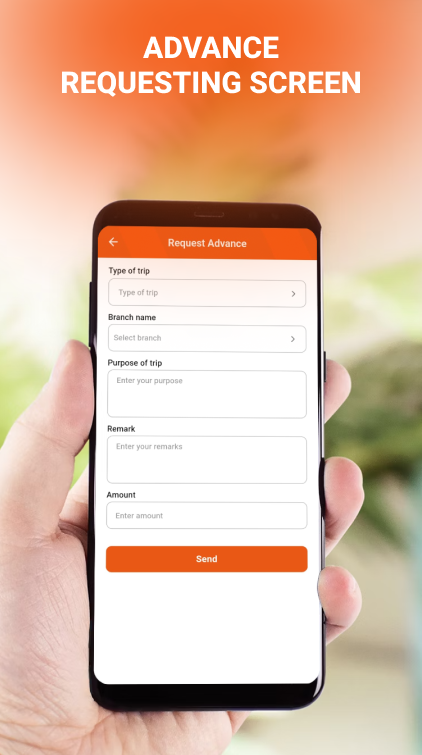 ADVANCE
REQUESTING SCREEN
Request Advance
Type of trip
Type of trip
Branch name
Select branch
Purpose of trip
Enter your purpose
Remark
Enter your remarks
Amount
Enter amount
Send